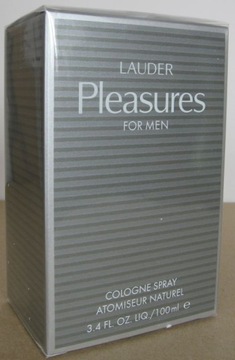 LAUDER
Pleasures
FOR MEN
COLOGNE SPRAY
ATOMISEUR NATUREL
3.4 FL. OZ. LIQ./100ml ℮